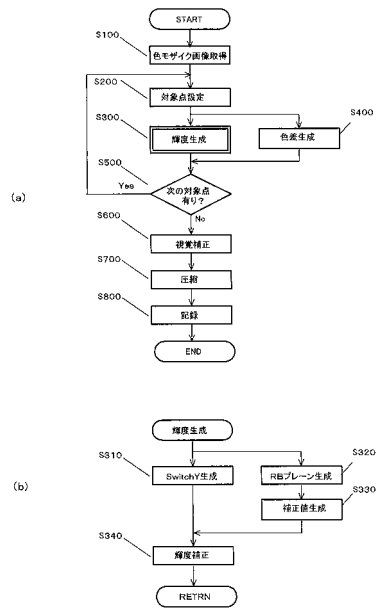 START
S100
色モザイク画像取得
S200
対象点設定
S300
輝度生成
S400
色差生成
S500
Yes
次の対象点
有り？
No
(a)
S600
視覚補正
S700
圧縮
S800
記録
END
輝度生成
S310
SwitchY生成
S320
RBプレーン生成
S330
補正値生成
(b)
S340
輝度補正
RETRN